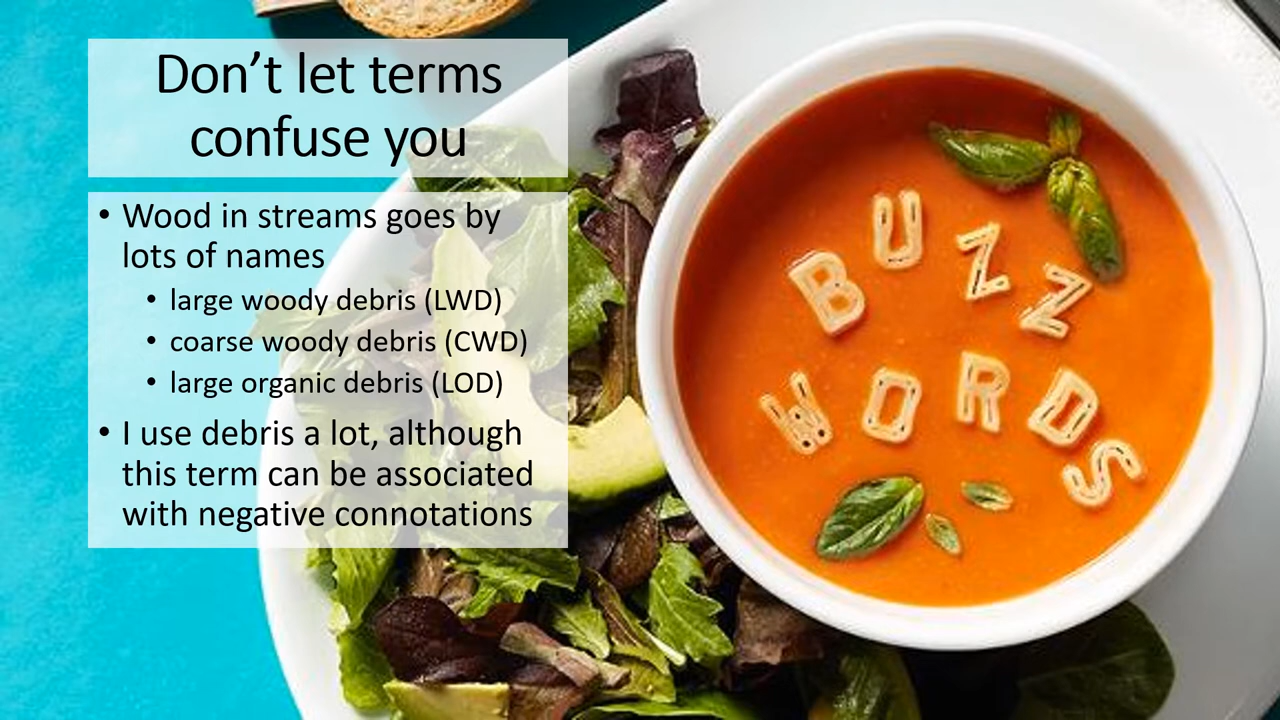 Don’t let terms
confuse you
• Wood in streams goes by
lots of names
• large woody debris (LWD)
• coarse woody debris (CWD)
• large organic debris (LOD)
• I use debris a lot, although
this term can be associated
with negative connotations
BUZZ
WORDS